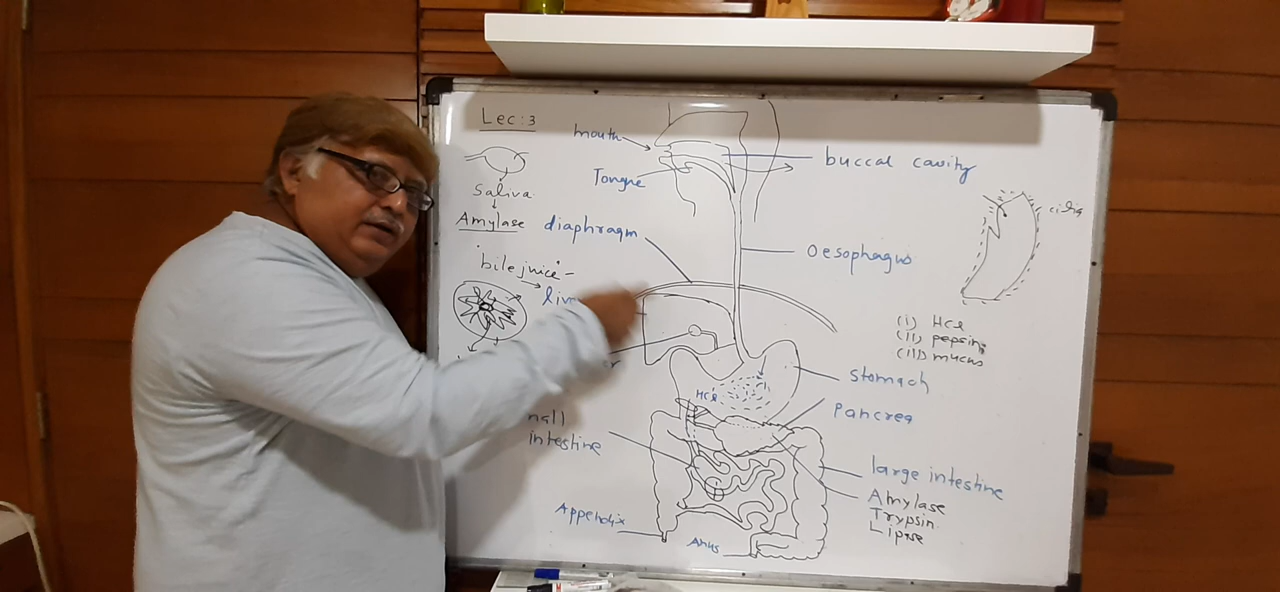 Lec: 3
Saliva
Amylase
"bile juice" -
mouth
Tongue
diaphragm
buccal cavity
Oesophagus
cilia
(i) HCl
(ii) pepsin
(iii) mucus
HCl
Stomach
Pancrea
intestine
large intestine
Amylase
Trypsin
Lipase
Appendix
Anus